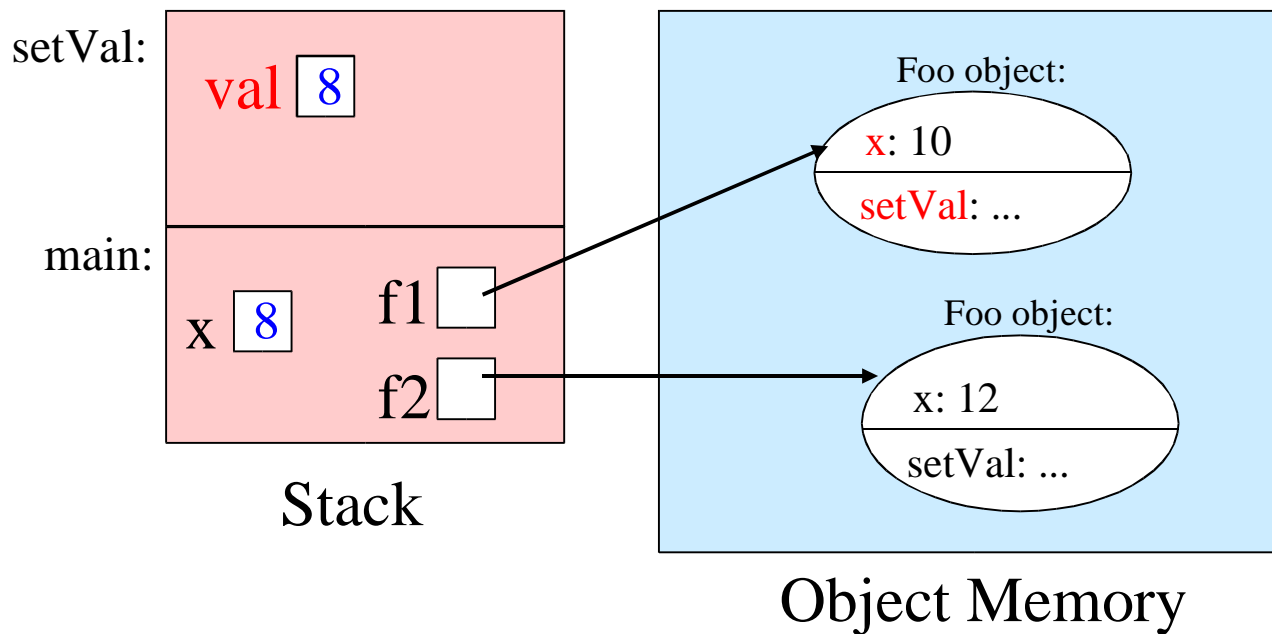 setVal:
val 8
main:
x 8
f1
f2
Stack
Foo object:
x: 10
setVal: ...
Foo object:
x: 12
setVal: ...
Object Memory